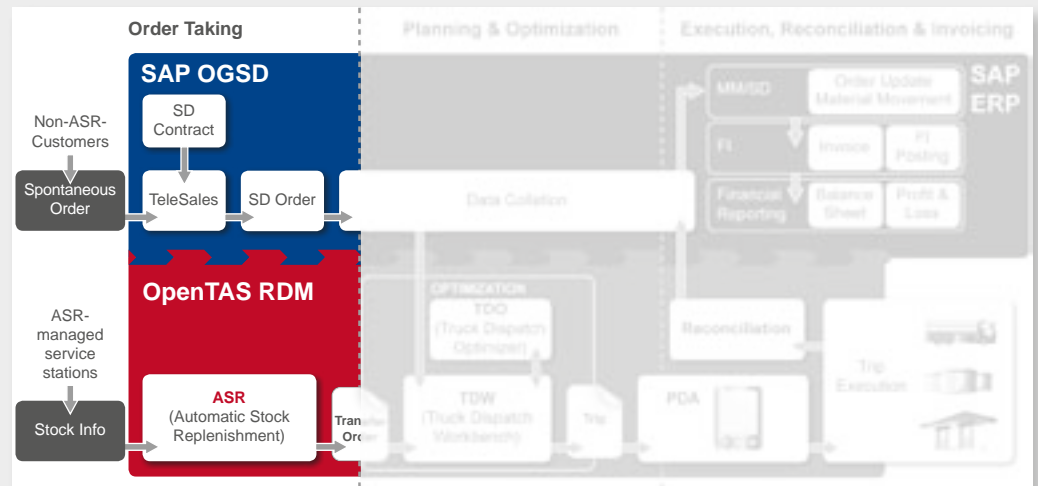 Order Taking
Planning & Optimization
Execution, Reconciliation & Invoicing
SAP OGSD
SAP
ERP
SD
Contract
MM/SD
Order Update
Material Movement
Non-ASR-
Customers
FI
Invoice
FI
Posting
Spontaneous
Order
TeleSales
SD Order
Data Collation
Financial
Reporting
Balance
Sheet
Profit &
Loss
OpenTAS RDM
OPTIMIZATION
TDO
(Truck Dispatch
Optimizer)
Reconciliation
ASR-
managed
service
stations
Trip
Execution
Stock Info
ASR
(Automatic Stock
Replenishment)
Transfer
Order
TDW
(Truck Dispatch
Workbench)
Trip
PDA